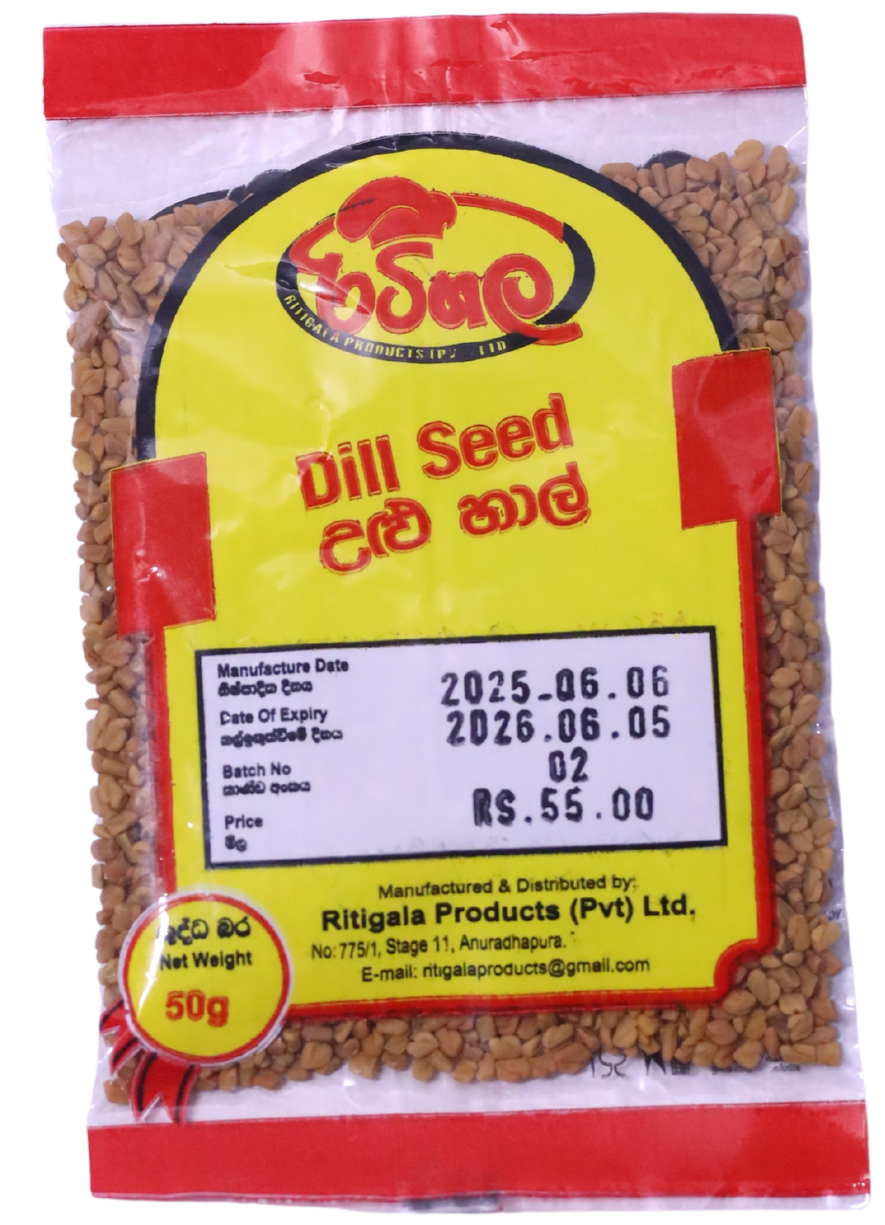 රිටිගල
RITIGALA PRODUCTS (PV LTD
Dill Seed
උළු හාල්
Manufacture Date
නිෂ්පාදිත දිනය
2025.06.06
Date Of Expiry
කල්ඉකුත්වීමේ දිනය
2026.06.05
Batch No
කාණ්ඩ අංකය
02
Price
මිල
RS.55.00
Manufactured & Distributed by:
Ritigala Products (Pvt) Ltd.
No: 775/1, Stage 11, Anuradhapura.
E-mail: ritigalaproducts@gmail.com
ශුද්ධ බර
Net Weight
50g